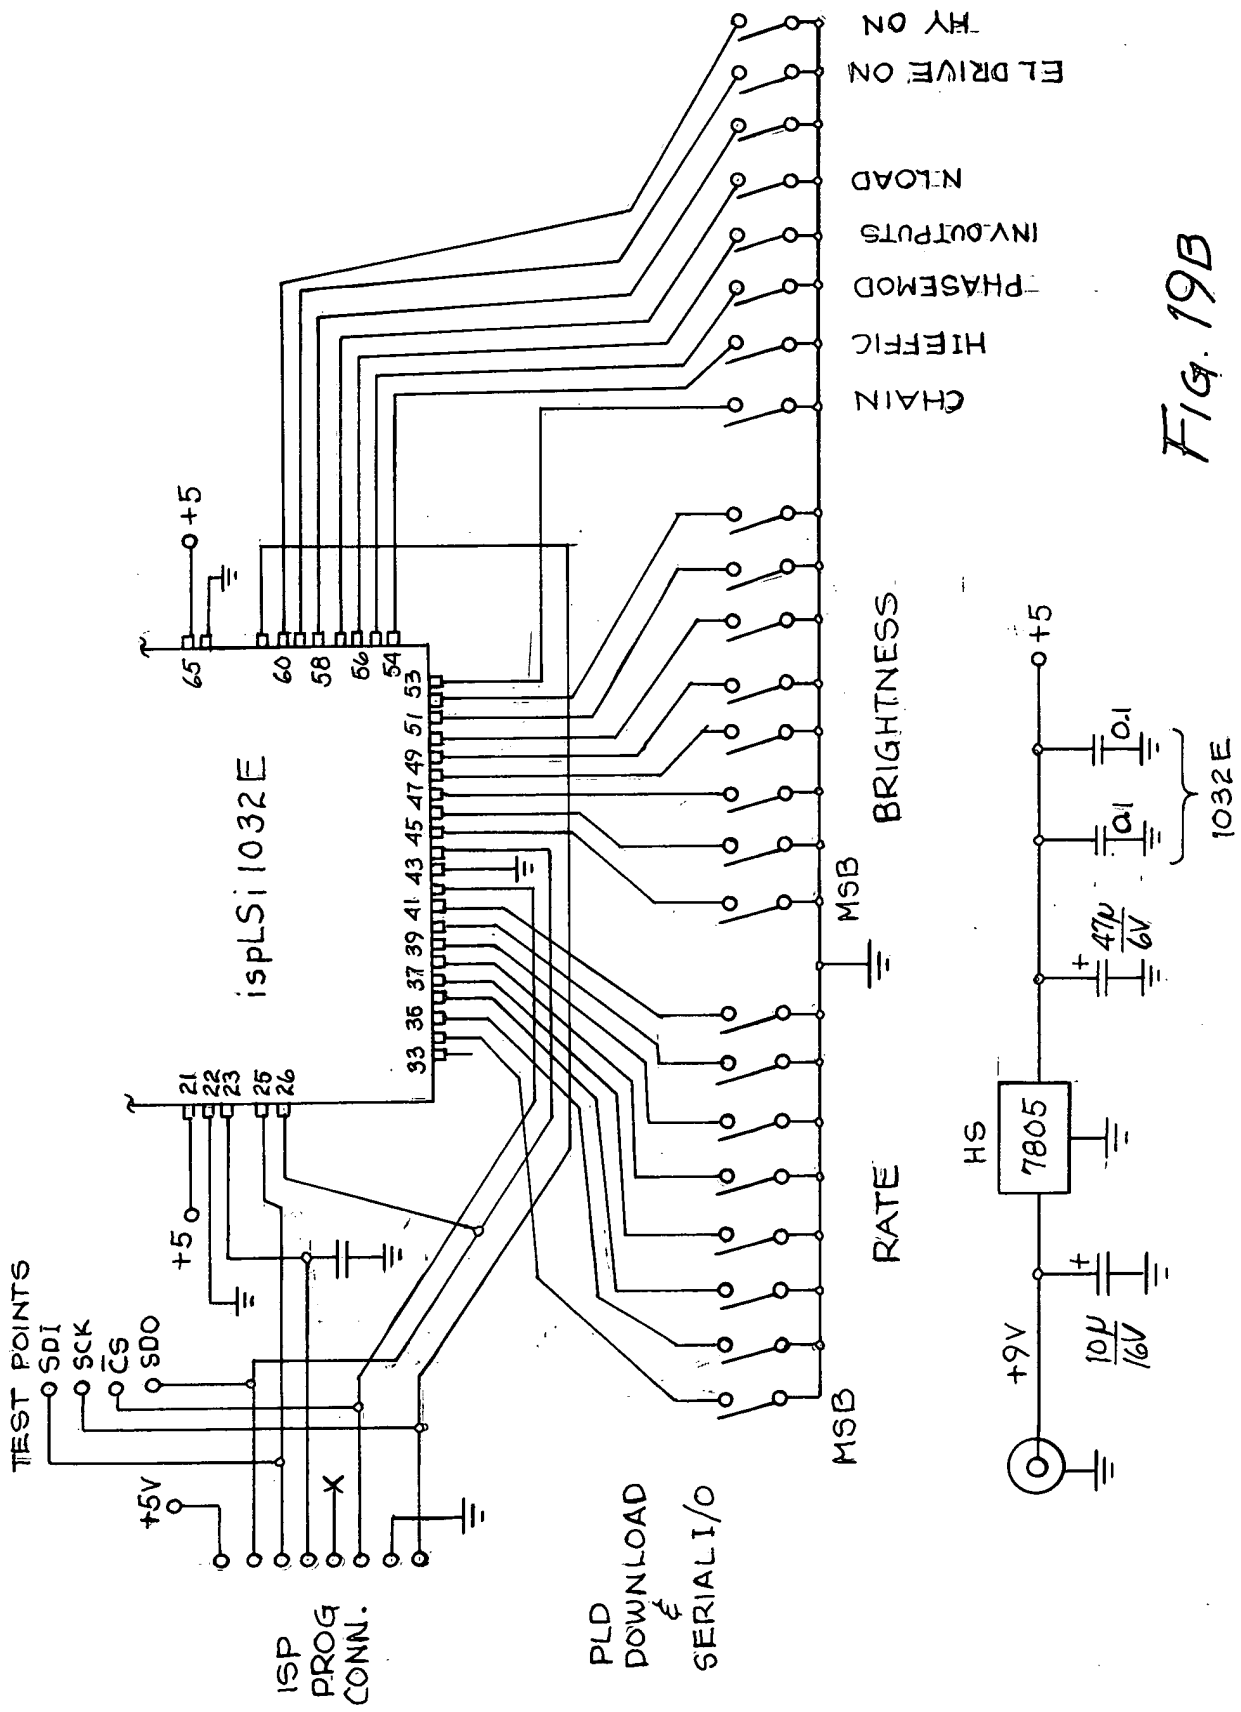 TEST POINTS
SDI
SCK
CS
SDO
+5V
ISP
PROG
CONN.
PLD
DOWNLOAD
&
SERIAL I/O
+5
21
22
23
25
26
ispLSi 1032E
33
39
37
41
43
45
47
49
51
53
54
56
58
60
65
+5
MSB
RATE
MSB
BRIGHTNESS
CHAIN
HIEFFIC
PHASEMOD
INV.OUTPUTS
N.LOAD
EL DRIVE ON
HY ON
+9V
10µ
16V
HS
7805
+
47µ
6V
+
0.1
0.1
1032E
+5
FIG. 19B